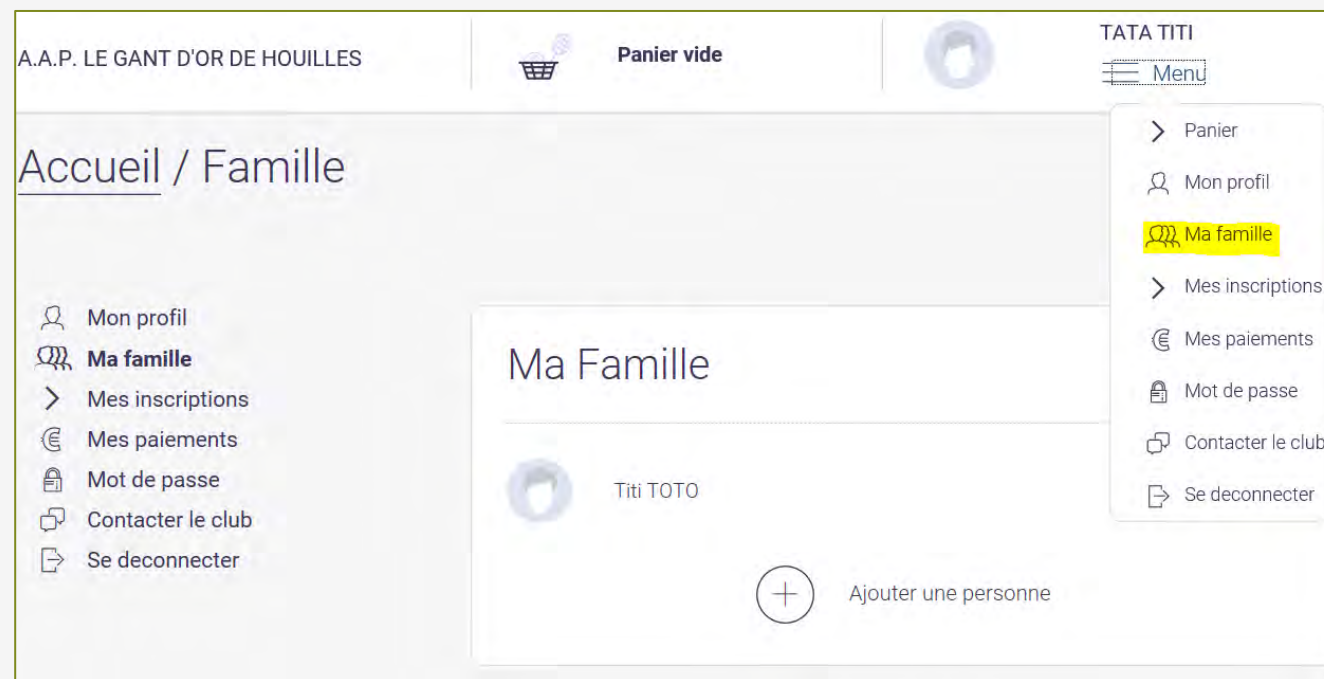 A.A.P. LE GANT D'OR DE HOUILLES
Panier vide
TATA TITI
Menu
Panier
Mon profil
Ma famille
Mes inscriptions
Mes paiements
Mot de passe
Contacter le club
Se deconnecter
Accueil / Famille
Mon profil
Ma famille
Mes inscriptions
Mes paiements
Mot de passe
Contacter le club
Se deconnecter
Ma Famille
Titi TOTO
Ajouter une personne